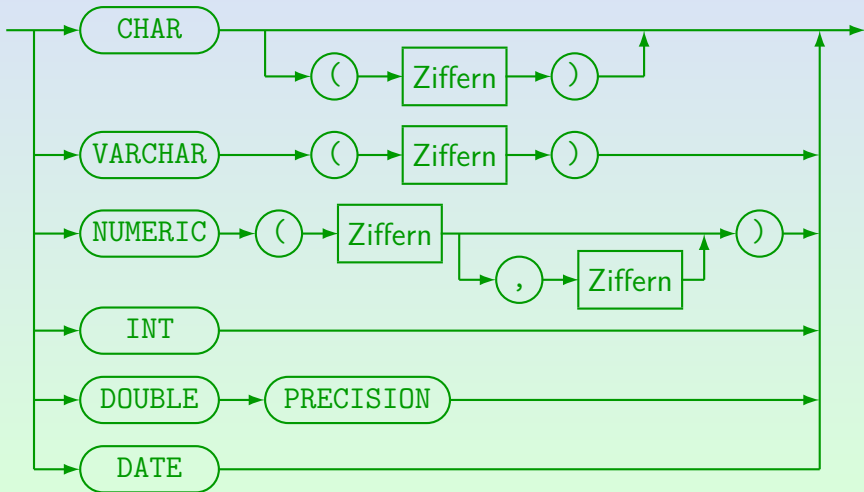 CHAR
( Ziffern )
VARCHAR ( Ziffern )
NUMERIC ( Ziffern )
, Ziffern
INT
DOUBLE PRECISION
DATE